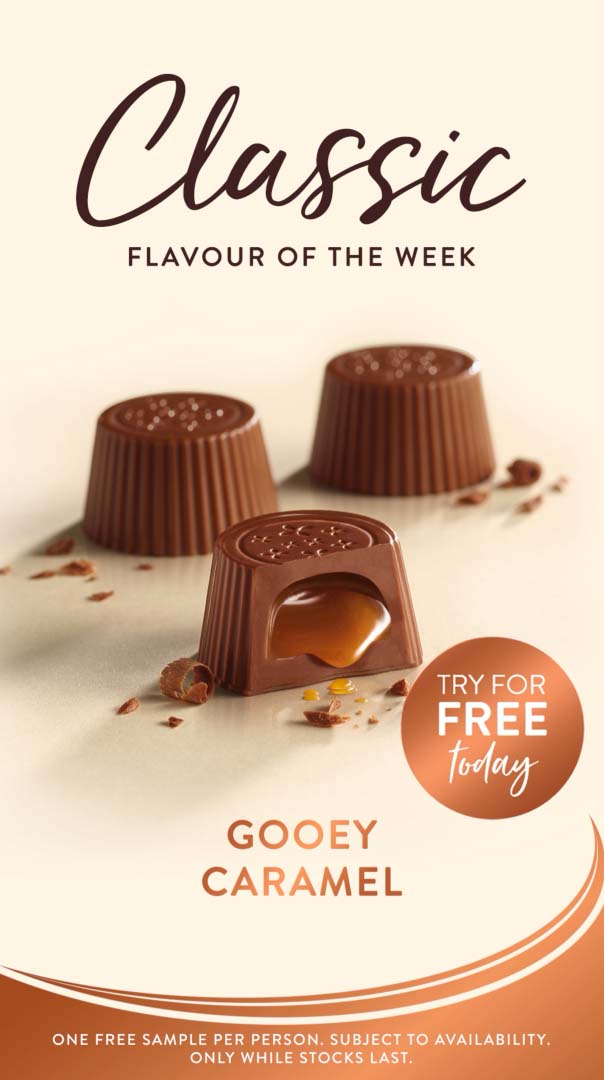 Classic
FLAVOUR OF THE WEEK
TRY FOR
FREE
today
GOOEY
CARAMEL
ONE FREE SAMPLE PER PERSON. SUBJECT TO AVAILABILITY.
ONLY WHILE STOCKS LAST.